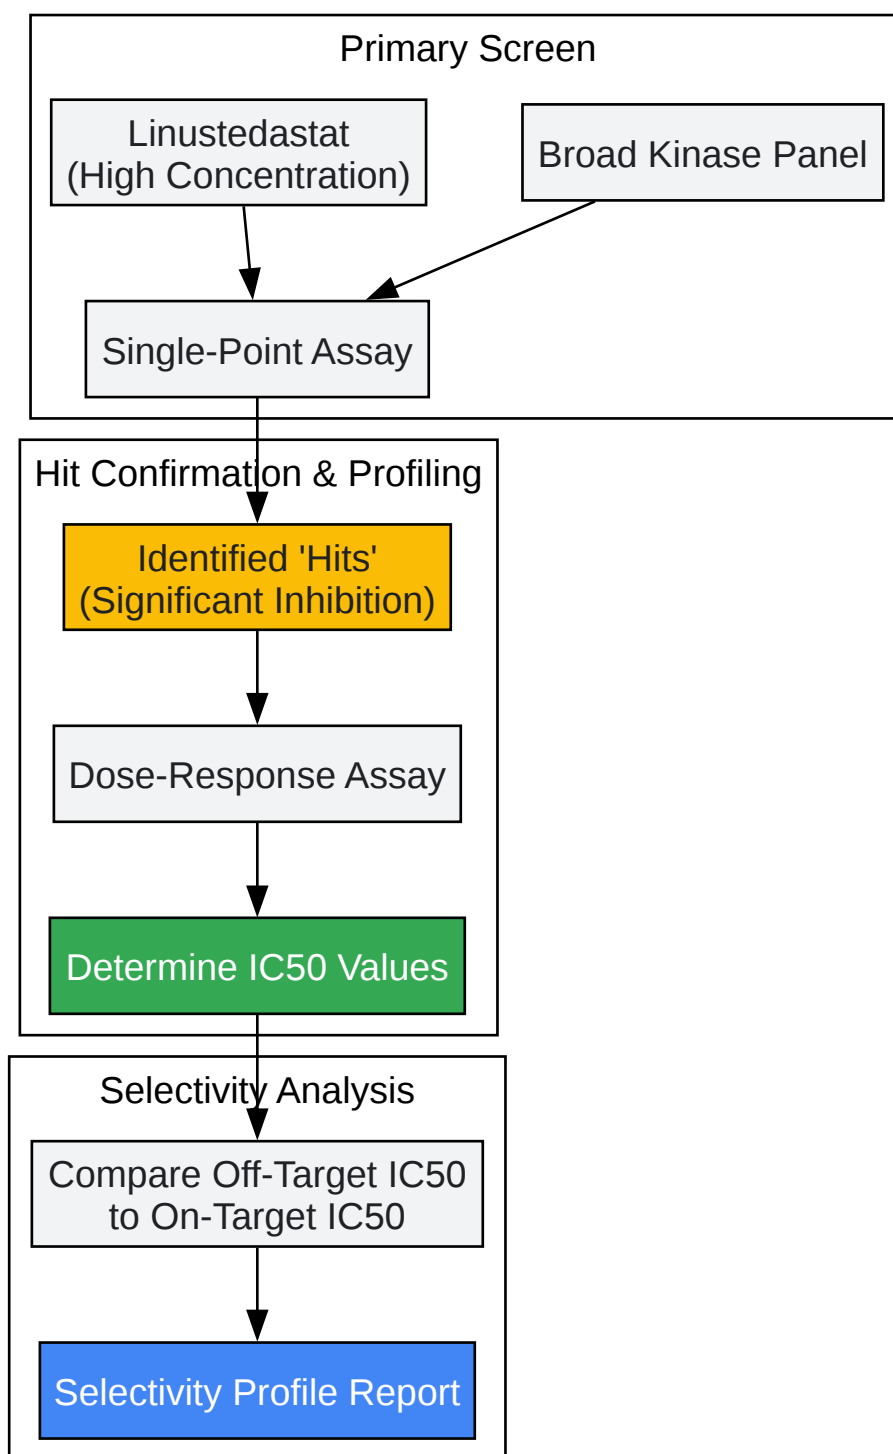 Primary Screen
Linustedastat
(High Concentration)
Broad Kinase Panel
Single-Point Assay
Hit Confirmation & Profiling
Identified 'Hits'
(Significant Inhibition)
Dose-Response Assay
Determine IC50 Values
Selectivity Analysis
Compare Off-Target IC50
to On-Target IC50
Selectivity Profile Report